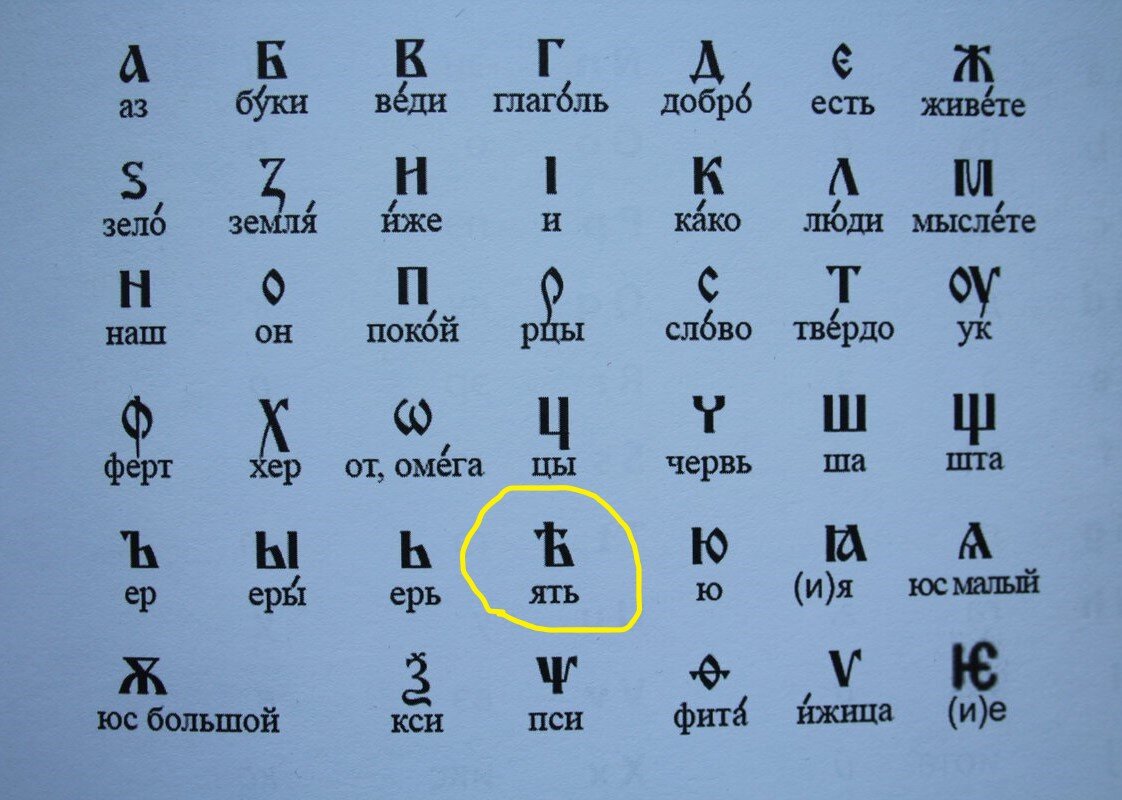 А Б В Г Д Є Ж
аз бу́ки ве́ди глаго́ль добро́ есть живе́те
Ѕ З И І К Л М
зело́ земля́ и́же и ка́ко лю́ди мысле́те
Н О П Р С Т ОУ
наш он поко́й рцы сло́во тве́рдо ук
Ф Х Ѡ Ц Ч Ш Щ
ферт хер от, оме́га цы червь ша шта
Ъ Ы Ь Ѣ Ю Ꙗ Ѧ
ер еры́ ерь ять ю (и)я юс малый
Ѫ Ѯ Ѱ Ѳ Ѵ Ѥ
юс большой кси пси фита́ и́жица (и)е